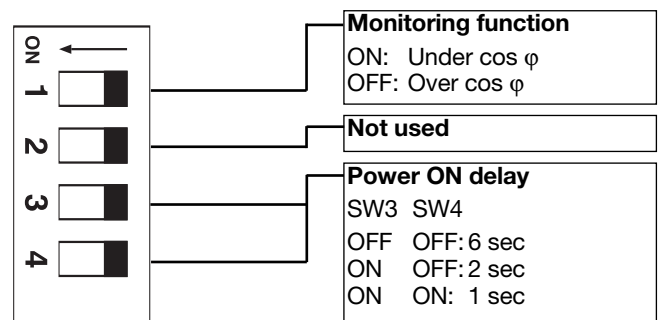 ON
1
2
3
4
Monitoring function
ON: Under cos φ
OFF: Over cos φ
Not used
Power ON delay
SW3 SW4
OFF OFF: 6 sec
ON OFF: 2 sec
ON ON: 1 sec